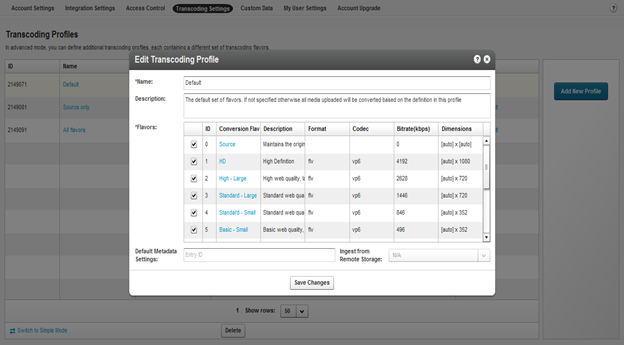 Account Settings Integration Settings Access Control Transcoding Settings Custom Data My User Settings Account Upgrade ?
Transcoding Profiles
In advanced mode, you can define additional transcoding profiles, each containing a different set of transcoding flavors.
ID Name
2149071 Default
2149081 Source only
2149091 All flavors
Add New Profile
Edit Transcoding Profile ?
*Name: Default
Description: The default set of flavors. If not specified otherwise all media uploaded will be converted based on the definition in this profile
*Flavors: ID Conversion Flav Description Format Codec Bitrate(kbps) Dimensions
0 Source Maintains the origin 0 [auto] x [auto]
1 HD High Definition flv vp6 4192 [auto] x 1080
2 High - Large High web quality, l flv vp6 2628 [auto] x 720
3 Standard - Large Standard web qua flv vp6 1446 [auto] x 720
4 Standard - Small Standard web qua flv vp6 846 [auto] x 352
5 Basic - Small Basic web quality, flv vp6 496 [auto] x 352
Default Metadata Settings: Entry ID Ingest from Remote Storage: N/A
Save Changes
1 Show rows: 50
Switch to Simple Mode Delete